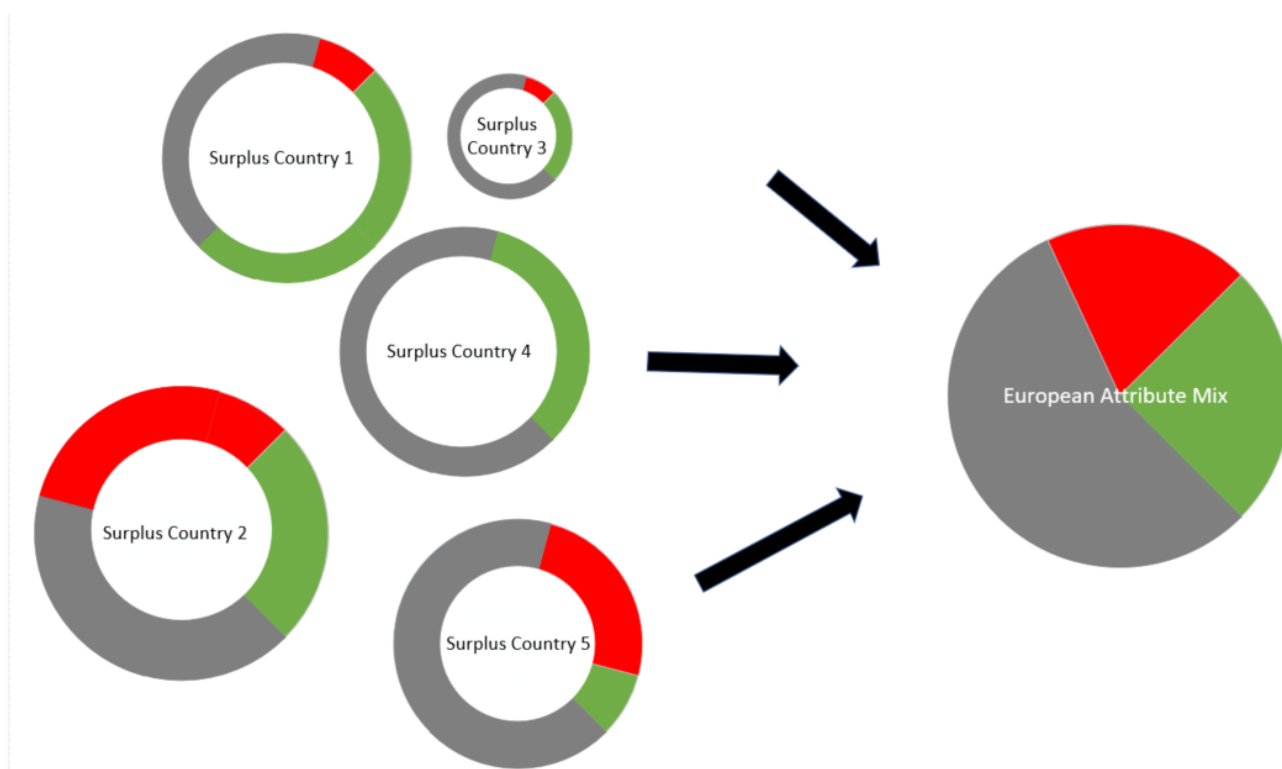 Surplus Country 1
Surplus
Country 3
Surplus Country 4
European Attribute Mix
Surplus Country 2
Surplus Country 5